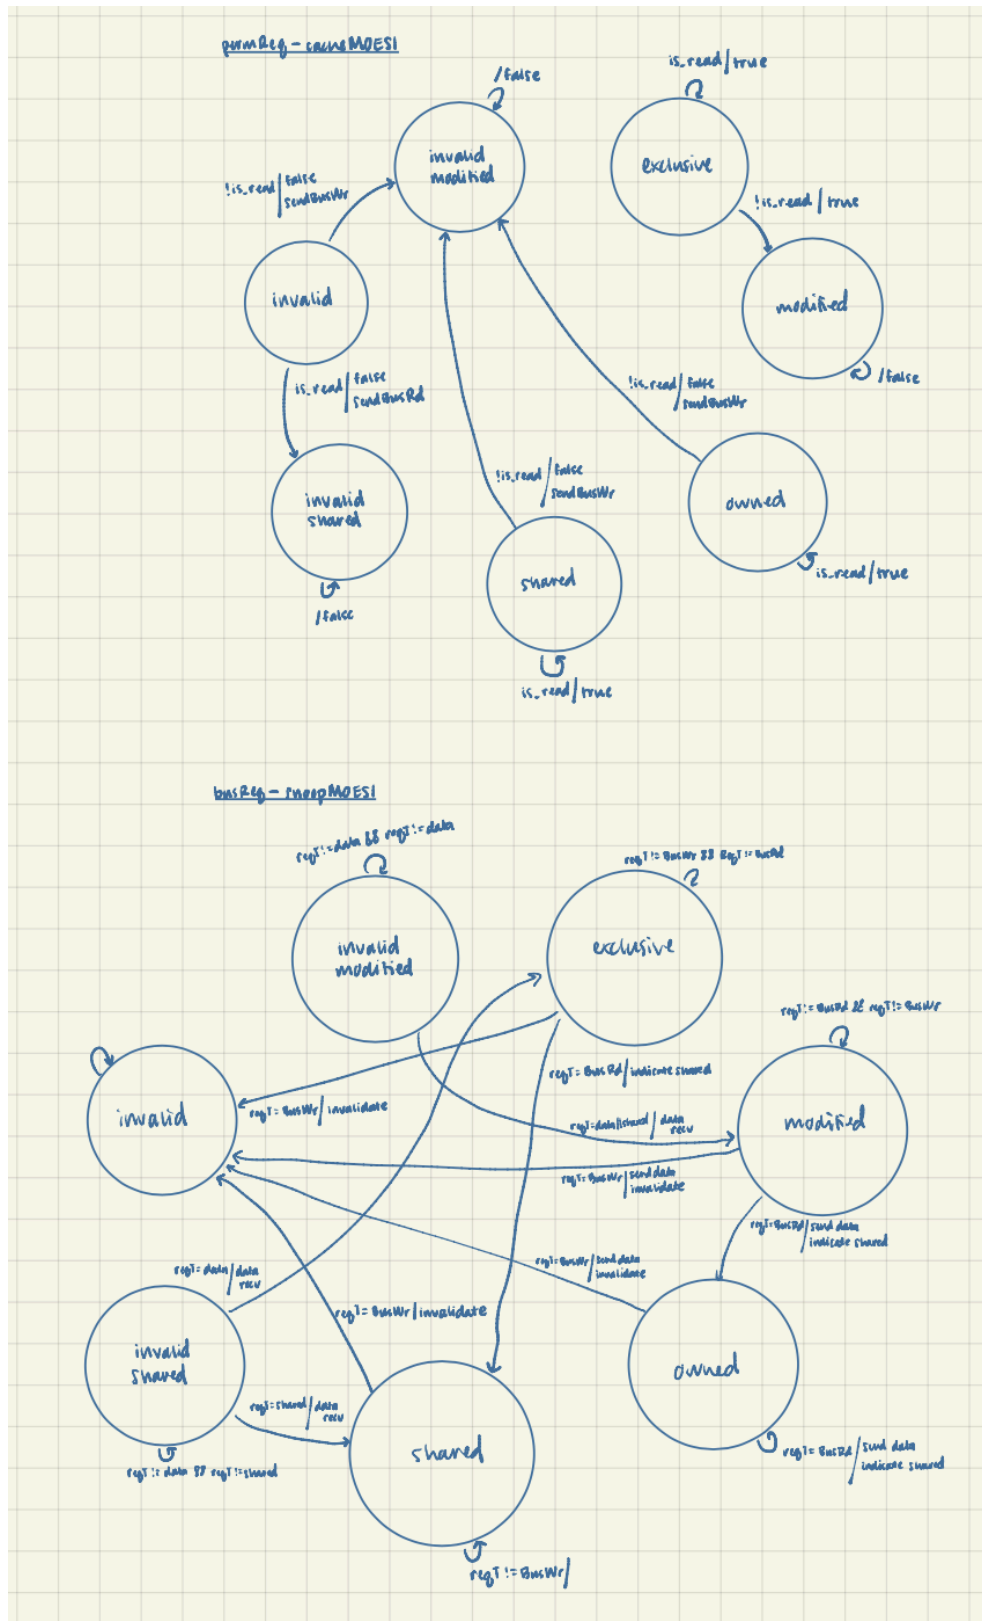 permReq - cacheMOESI
/false
is_read/true
invalid
modified
exclusive
!is_read/false
sendBusWr
!is_read/true
invalid
modified
is_read/false
sendBusRd
/false
!is_read/false
sendBusWr
invalid
shared
!is_read/false
sendBusWr
owned
is_read/true
shared
/false
is_read/true
busReq - snoopMOESI
reqT!=data && reqT!=data
reqT!=BusWr && ReqT!=BusRd
invalid
modified
exclusive
reqT!=BusRd && reqT!=BusWr
reqT=BusRd/indicate shared
invalid
reqT=BusWr/invalidate
modified
reqT=data/shared/data
recv
reqT=BusWr/send data
invalidate
reqT=BusRd/send data
indicate shared
reqT=data/data
recv
reqT=BusWr/send data
invalidate
reqT=BusWr/invalidate
invalid
shared
owned
reqT=shared/data
recv
shared
reqT=BusRd/send data
indicate shared
reqT!=data && reqT!=shared
reqT!=BusWr/